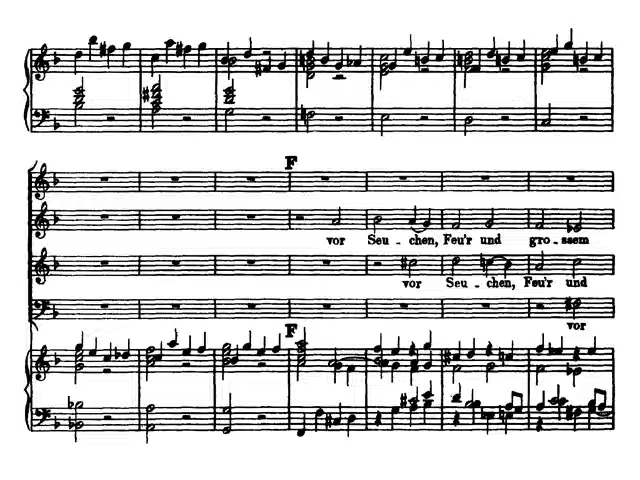 F
vor Seu - chen, Feu'r und gro - ssem
vor Seu - chen, Feu'r und
vor
F